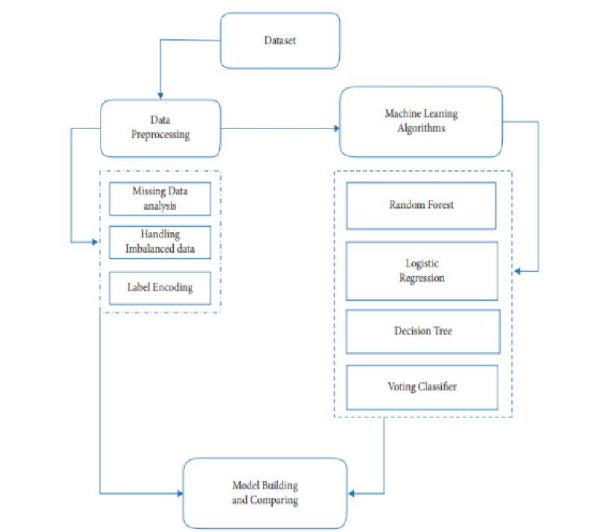 Dataset
Data
Preprocessing
Machine Leaning
Algorithms
Missing Data
analysis
Handling
Imbalanced data
Label Encoding
Random Forest
Logistic
Regression
Decision Tree
Voting Classifier
Model Building
and Comparing